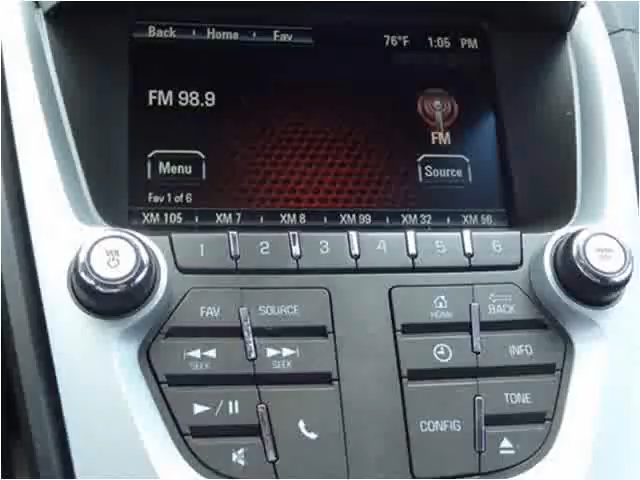 Back Home Fav
76°F 1:05 PM
FM 98.9
FM
Menu
Source
Fav 1 of 6
XM 105 XM 7 XM 8 XM 99 XM 32 XM 56
VOL
1 2 3 4 5 6
FAV SOURCE
HOME BACK
SEEK SEEK
INFO
TONE
CONFIG